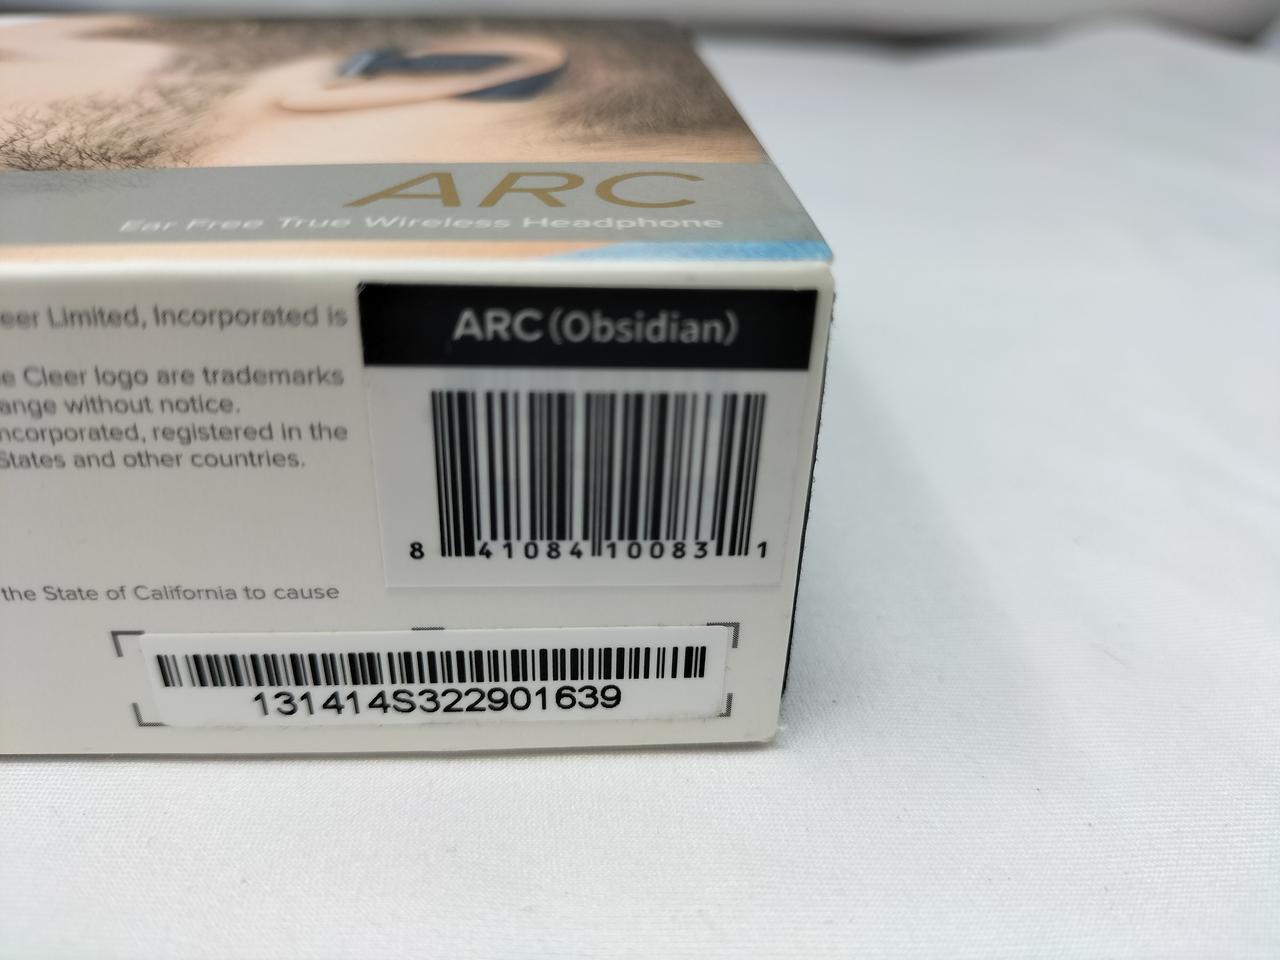 ARC
Ear Free True Wireless Headphone
eer Limited, Incorporated is
e Cleer logo are trademarks
ange without notice.
ncorporated, registered in the
States and other countries.
the State of California to cause
ARC (Obsidian)
8 41084 10083 1
131414S322901639